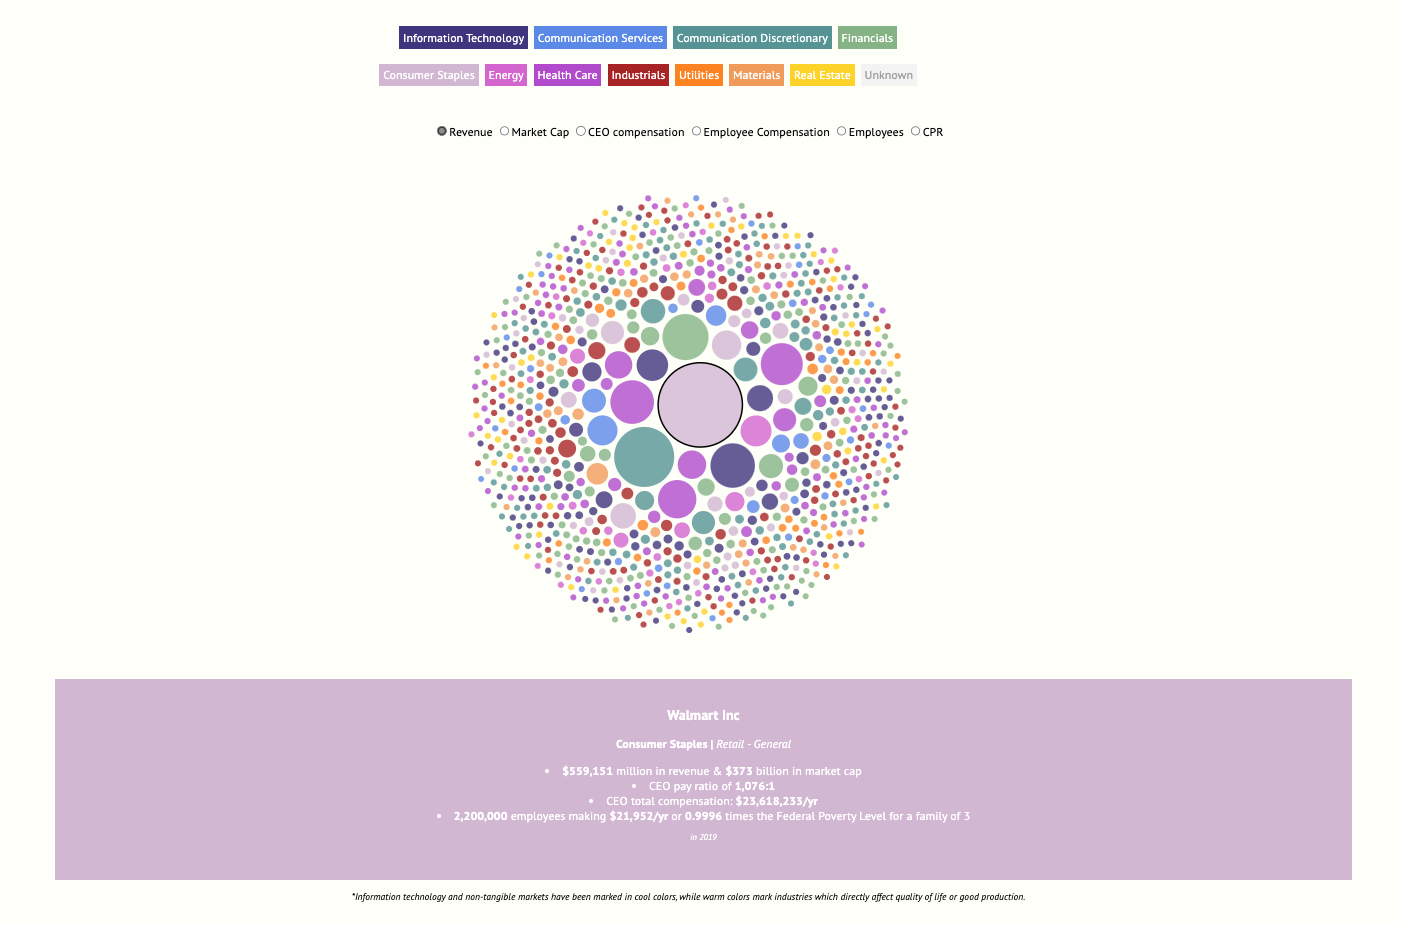 Information Technology Communication Services Communication Discretionary Financials
Consumer Staples Energy Health Care Industrials Utilities Materials Real Estate Unknown
Revenue Market Cap CEO compensation Employee Compensation Employees CPR
Walmart Inc
Consumer Staples | Retail - General
• $559,151 million in revenue & $373 billion in market cap
• CEO pay ratio of 1,076:1
• CEO total compensation: $23,618,233/yr
• 2,200,000 employees making $21,952/yr or 0.9996 times the Federal Poverty Level for a family of 3
in 2019
*Information technology and non-tangible markets have been marked in cool colors, while warm colors mark industries which directly affect quality of life or good production.